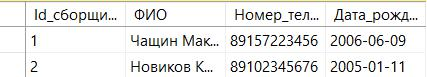 Id_сборщи... ФИО Номер_тел... Дата_рожд...
1 Чащин Мак... 89157223456 2006-06-09
2 Новиков К... 89102345676 2005-01-11